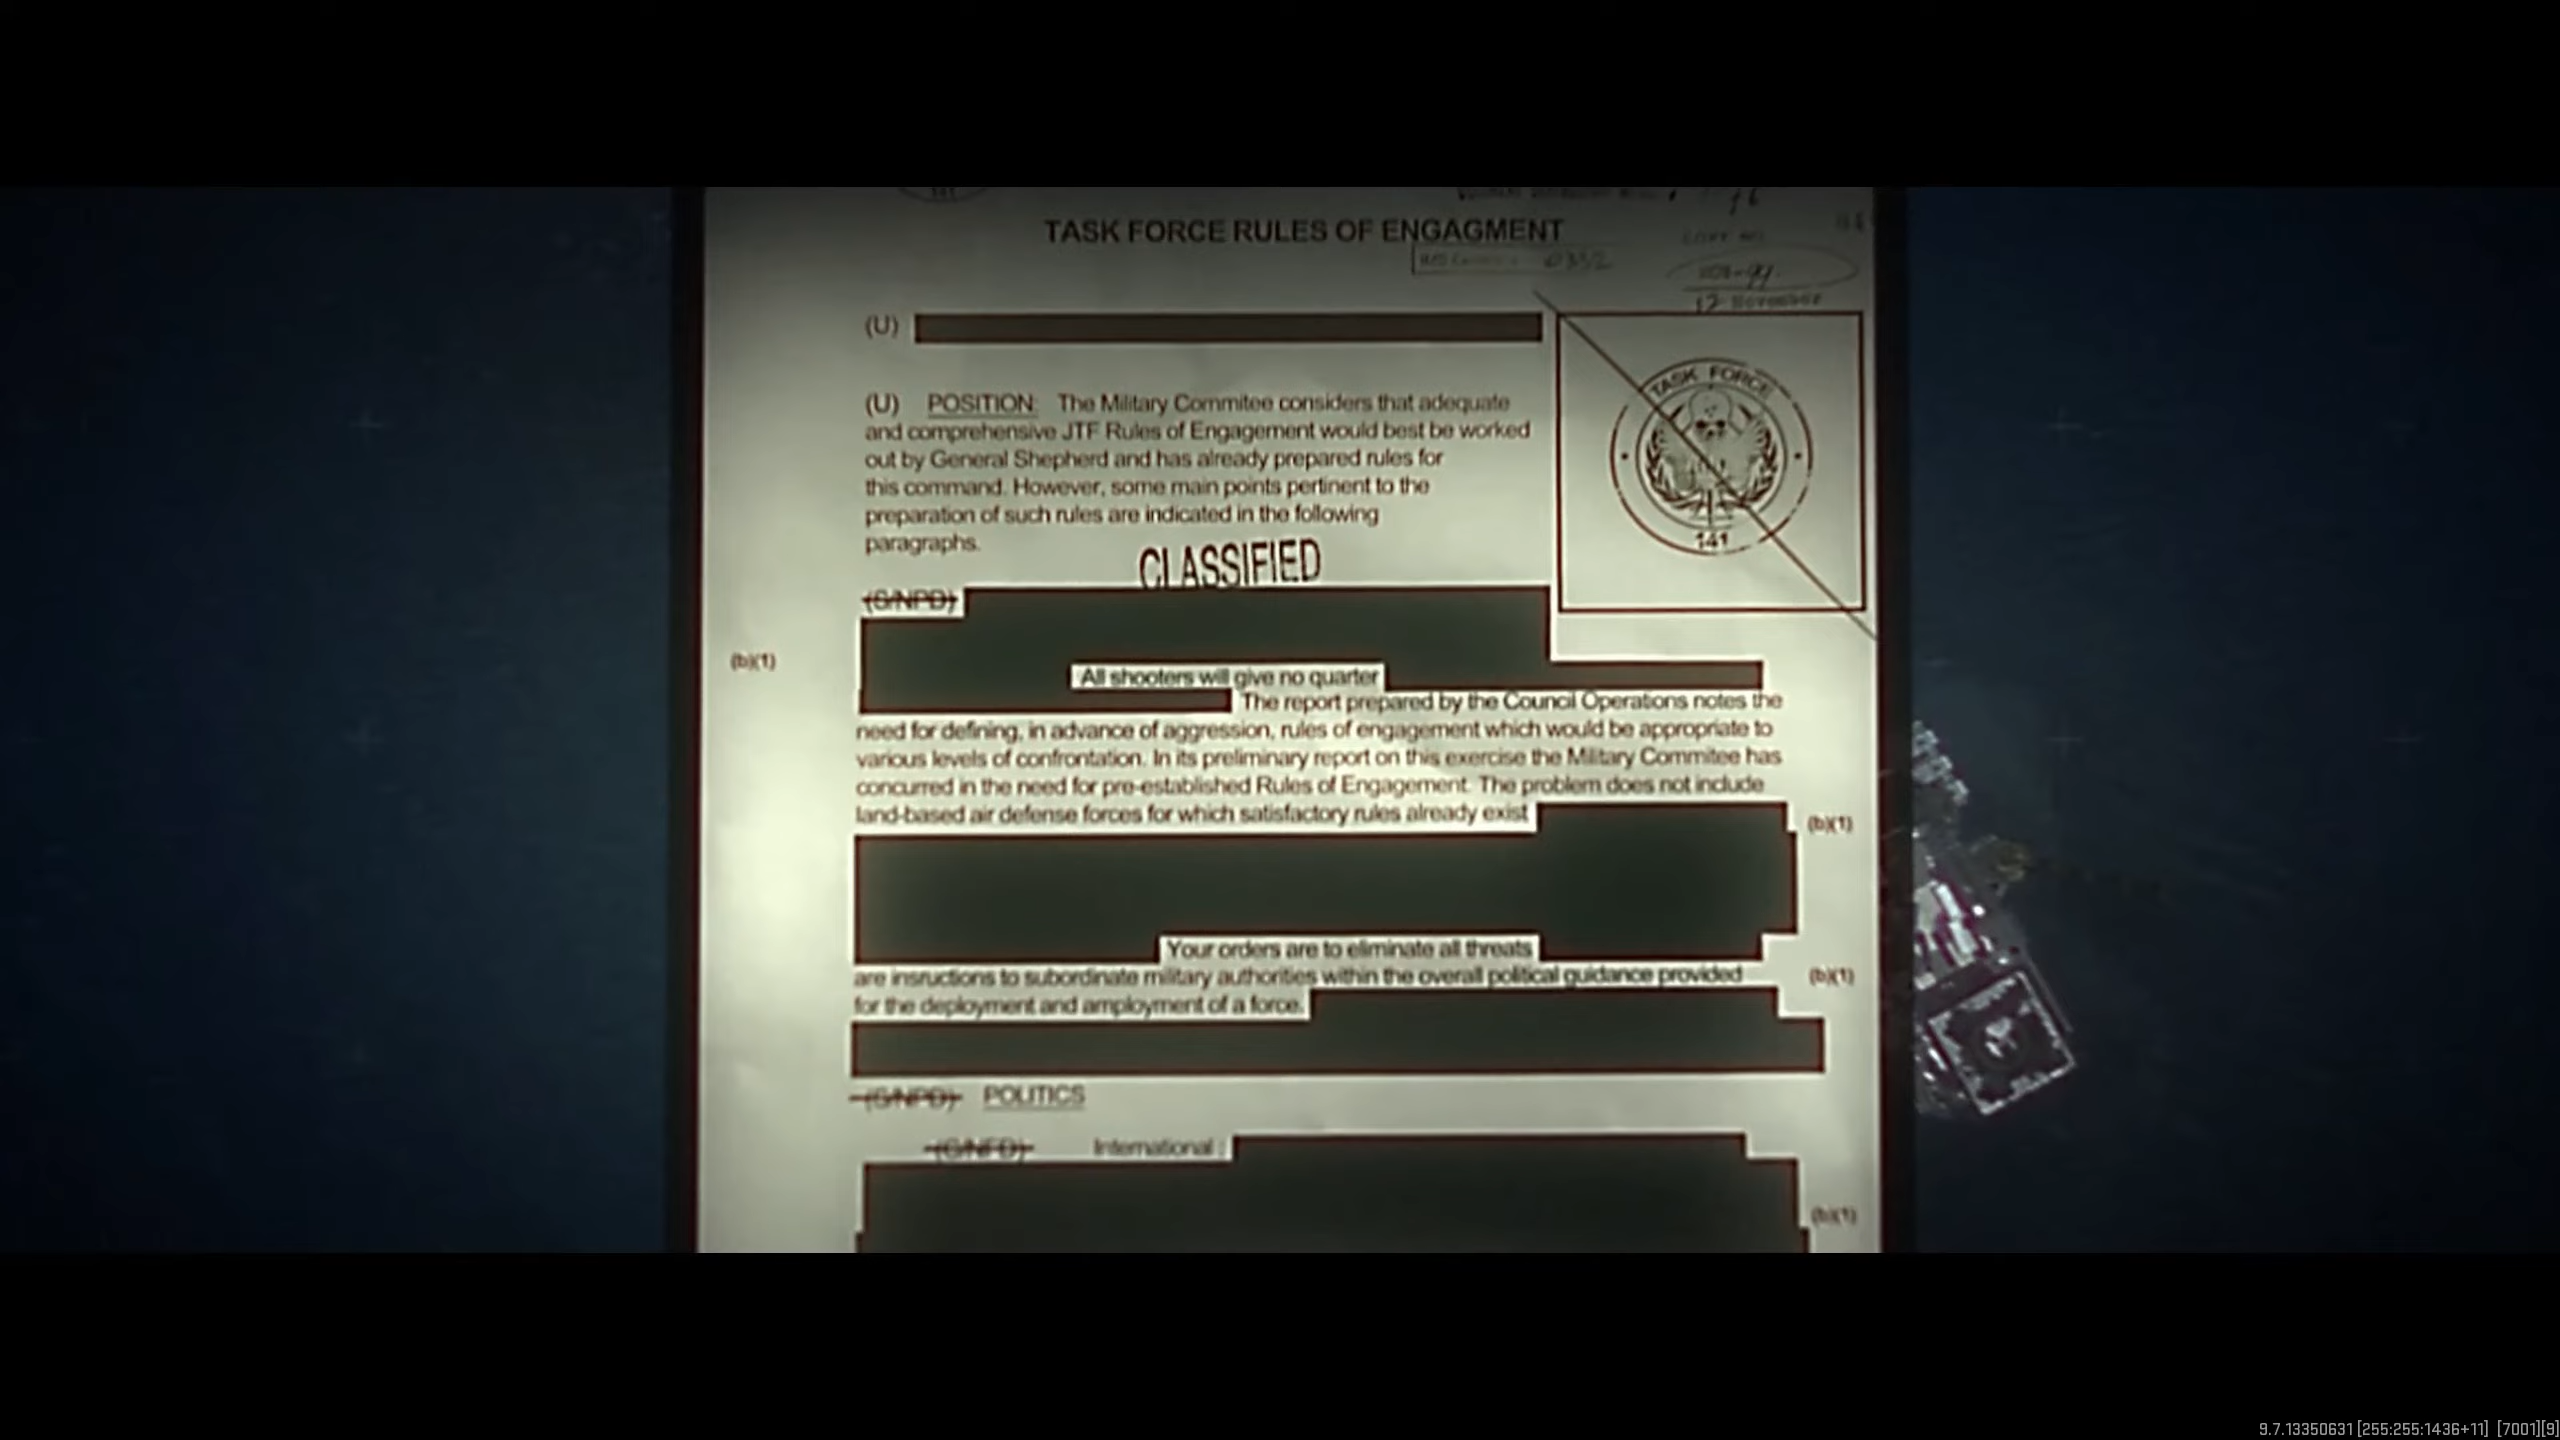 TASK FORCE RULES OF ENGAGMENT
0332
12 November
(U)
TASK FORCE
141
(U) POSITION: The Military Commitee considers that adequate
and comprehensive JTF Rules of Engagement would best be worked
out by General Shepherd and has already prepared rules for
this command. However, some main points pertinent to the
preparation of such rules are indicated in the following
paragraphs.
CLASSIFIED
(S/NPD)
(b)(1)
All shooters will give no quarter
The report prepared by the Council Operations notes the
need for defining, in advance of aggression, rules of engagement which would be appropriate to
various levels of confrontation. In its preliminary report on this exercise the Military Commitee has
concurred in the need for pre-established Rules of Engagement. The problem does not include
land-based air defense forces for which satisfactory rules already exist
(b)(1)
Your orders are to eliminate all threats
are insructions to subordinate military authorities within the overall political guidance provided
(b)(1)
for the deployment and amployment of a force.
(S/NPD) POLITICS
(S/NFD) International :
(b)(1)
9.7.13350631 [255:255:1436+11] [7001][9]